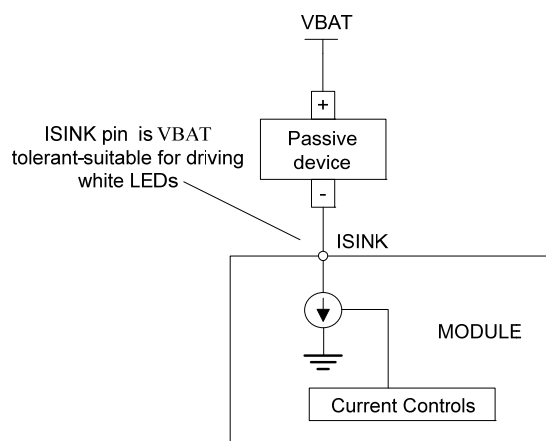 VBAT
+
Passive
device
-
ISINK pin is VBAT
tolerant-suitable for driving
white LEDs
ISINK
MODULE
Current Controls